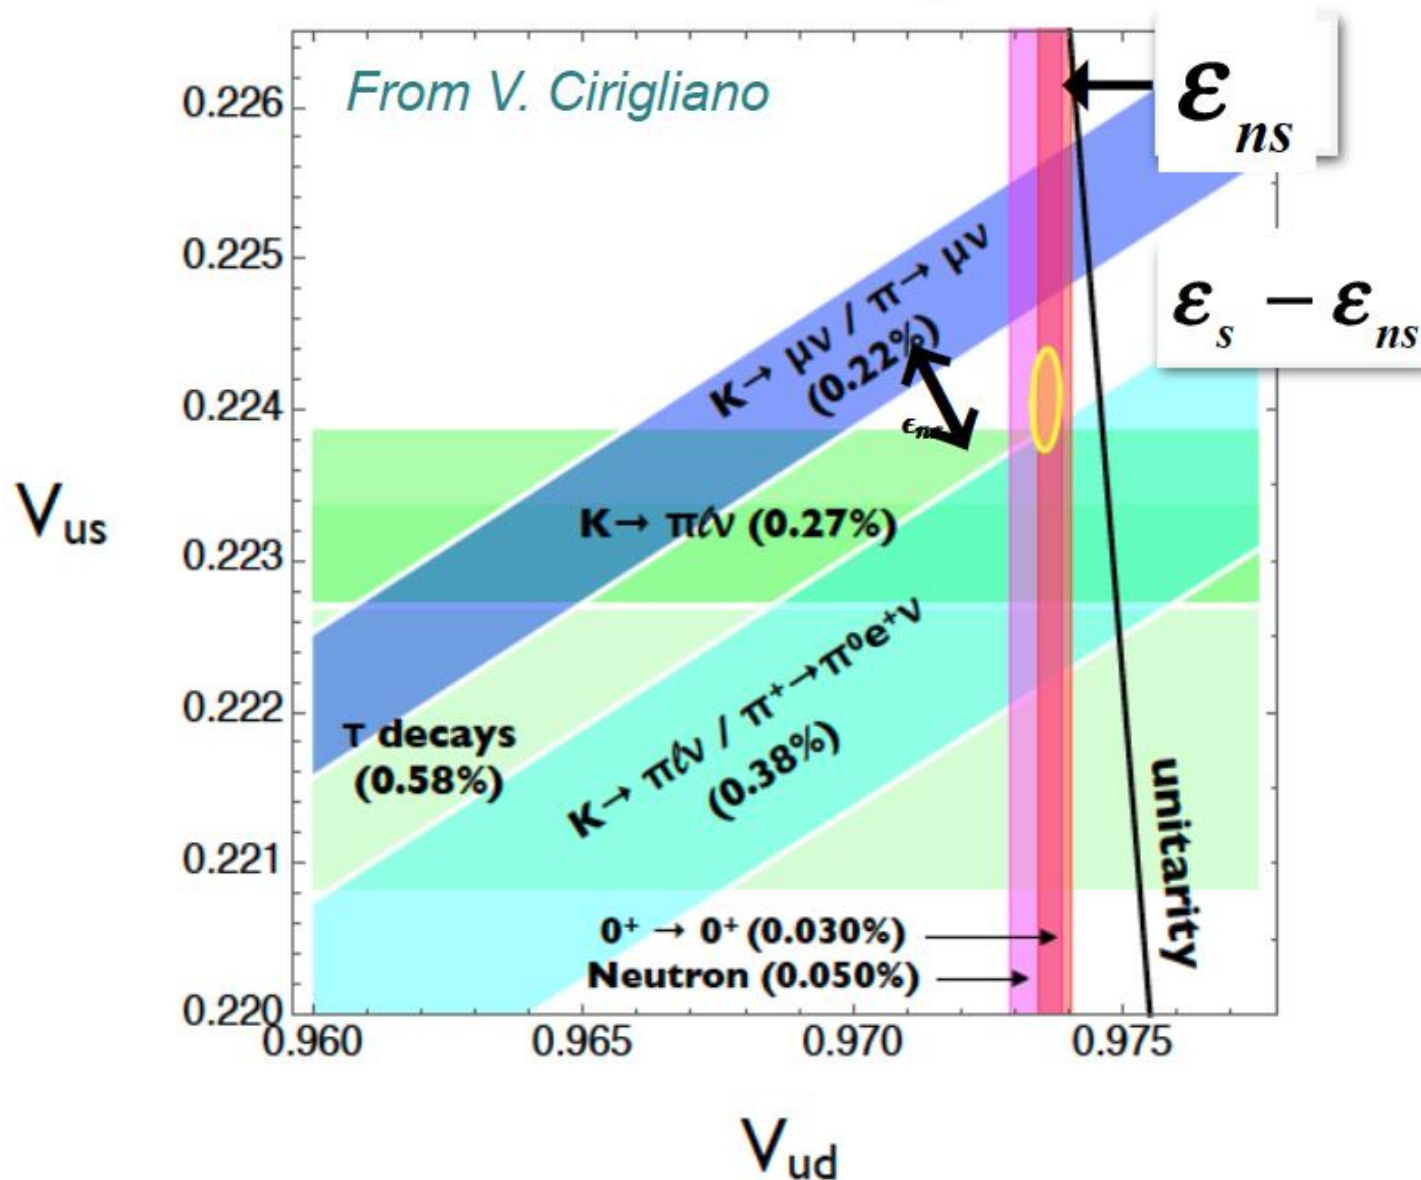 From V. Cirigliano
ε_ns
ε_s − ε_ns
0.226
0.225
0.224
0.223
0.222
0.221
0.220
V_us
K→ μν / π→ μν
(0.22%)
K→ πℓν (0.27%)
K→ πℓν / π⁺→π⁰e⁺ν
(0.38%)
τ decays
(0.58%)
0⁺ → 0⁺ (0.030%)
Neutron (0.050%)
unitarity
0.960 0.965 0.970 0.975
V_ud